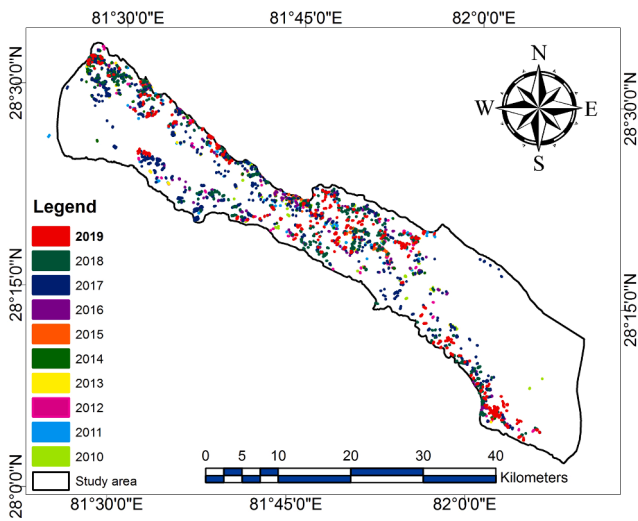 81°30'0"E 81°45'0"E 82°0'0"E
28°30'0"N
28°30'0"N
N
W E
S
Legend
2019
2018
2017
2016
2015
2014
2013
2012
2011
2010
Study area
28°15'0"N
28°15'0"N
28°0'0"N
0 5 10 20 30 40
Kilometers
81°30'0"E 81°45'0"E 82°0'0"E